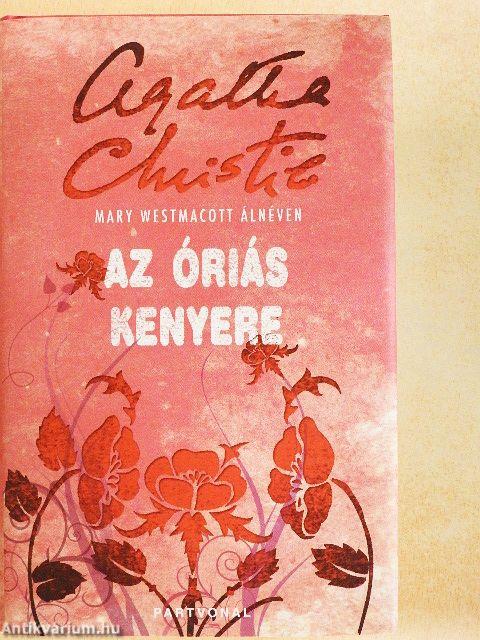 Agatha
Christie
MARY WESTMACOTT ÁLNÉVEN
AZ ÓRIÁS
KENYERE
PARTVONAL
Antikvarium.hu